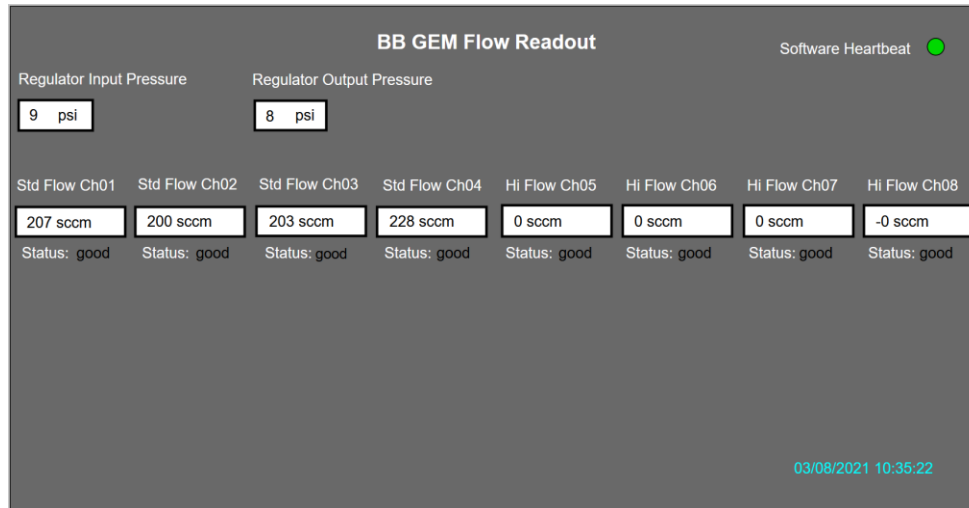 BB GEM Flow Readout
Software Heartbeat
Regulator Input Pressure Regulator Output Pressure
9 psi 8 psi
Std Flow Ch01 Std Flow Ch02 Std Flow Ch03 Std Flow Ch04 Hi Flow Ch05 Hi Flow Ch06 Hi Flow Ch07 Hi Flow Ch08
207 sccm 200 sccm 203 sccm 228 sccm 0 sccm 0 sccm 0 sccm -0 sccm
Status: good Status: good Status: good Status: good Status: good Status: good Status: good Status: good
03/08/2021 10:35:22